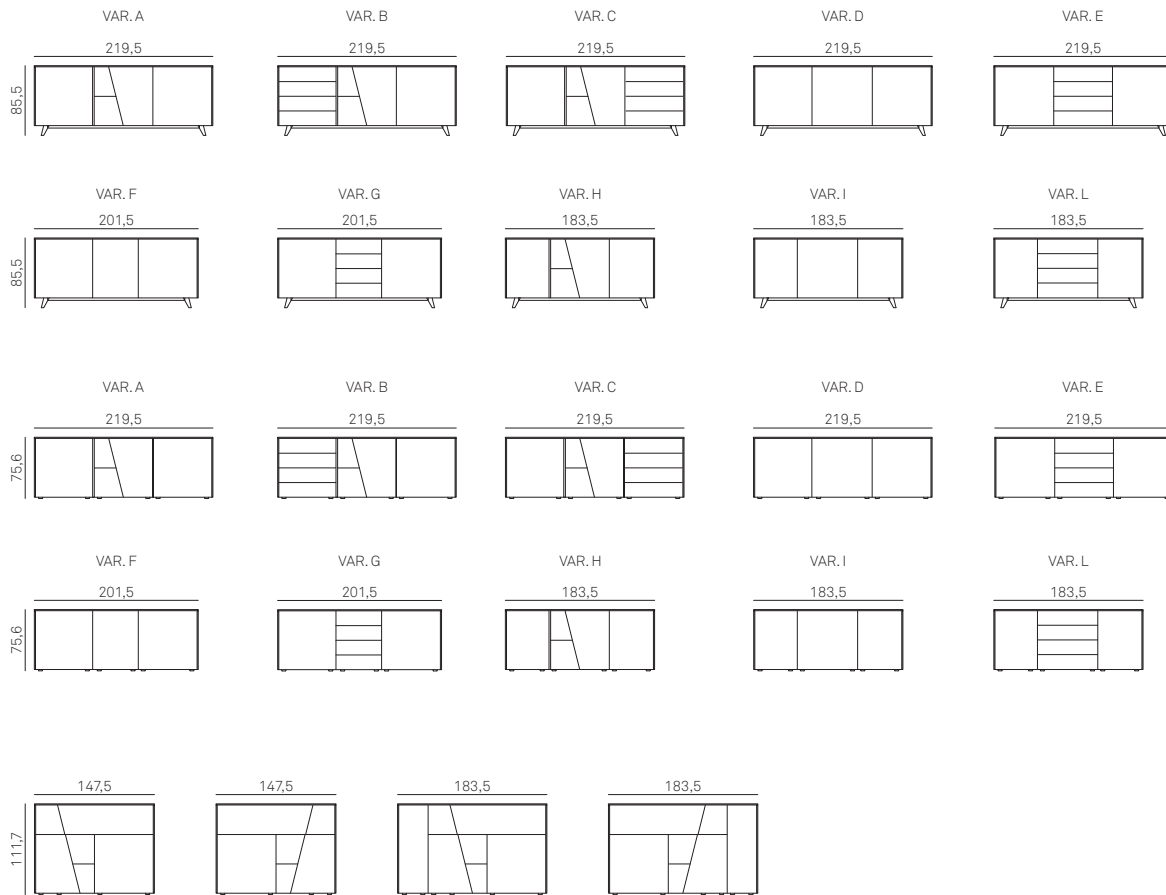 VAR. A VAR. B VAR. C VAR. D VAR. E
219,5 219,5 219,5 219,5 219,5
85,5
VAR. F VAR. G VAR. H VAR. I VAR. L
201,5 201,5 183,5 183,5 183,5
85,5
VAR. A VAR. B VAR. C VAR. D VAR. E
219,5 219,5 219,5 219,5 219,5
75,6
VAR. F VAR. G VAR. H VAR. I VAR. L
201,5 201,5 183,5 183,5 183,5
75,6
147,5 147,5 183,5 183,5
111,7